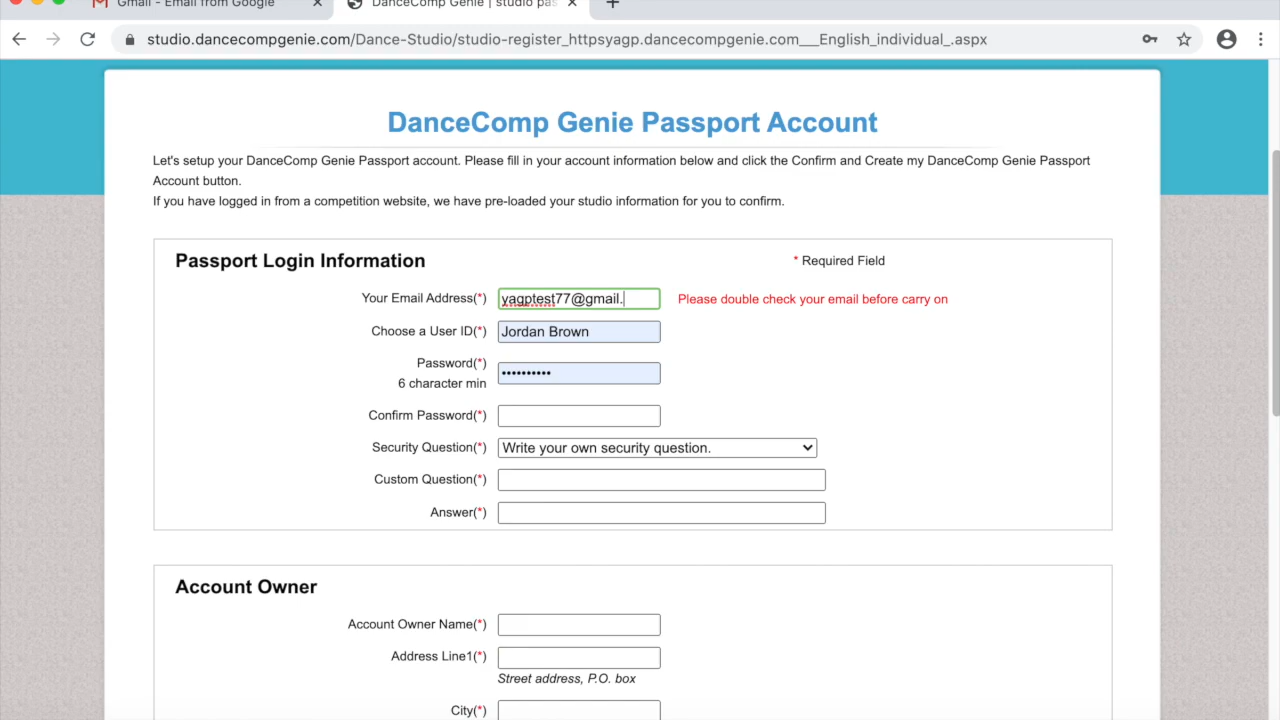 Gmail - Email from Google
DanceComp Genie | studio pas
studio.dancecompgenie.com/Dance-Studio/studio-register_httpsyagp.dancecompgenie.com___English_individual_.aspx
DanceComp Genie Passport Account
Let's setup your DanceComp Genie Passport account. Please fill in your account information below and click the Confirm and Create my DanceComp Genie Passport
Account button.
If you have logged in from a competition website, we have pre-loaded your studio information for you to confirm.
Passport Login Information
* Required Field
Your Email Address(*) yagptest77@gmail. Please double check your email before carry on
Choose a User ID(*) Jordan Brown
Password(*) ••••••••••
6 character min
Confirm Password(*)
Security Question(*) Write your own security question.
Custom Question(*)
Answer(*)
Account Owner
Account Owner Name(*)
Address Line1(*)
Street address, P.O. box
City(*)